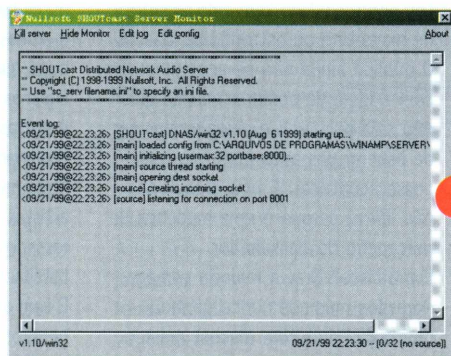 Nullsoft SHOUTcast Server Monitor
Kill server Hide Monitor Edit log Edit config About
** SHOUTcast Distributed Network Audio Server
** Copyright (C) 1998-1999 Nullsoft, Inc. All Rights Reserved.
** Use "sc_serv filename.ini" to specify an ini file.
Event log:
<09/21/99@22:23:26> [SHOUTcast] DNAS/win32 v1.10 (Aug 6 1999) starting up...
<09/21/99@22:23:26> [main] loaded config from C:\ARQUIVOS DE PROGRAMAS\WINAMP\SERVER\
<09/21/99@22:23:26> [main] initializing (usermax:32 portbase:8000)...
<09/21/99@22:23:26> [main] source thread starting
<09/21/99@22:23:26> [main] opening dest socket
<09/21/99@22:23:26> [source] creating incoming socket
<09/21/99@22:23:26> [source] listening for connection on port 8001
v1.10/win32 09/21/99 22:23:30 -- [0/32 (no source)]